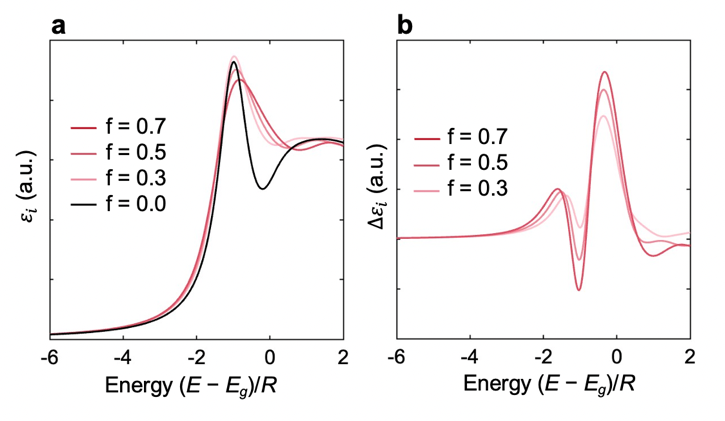 a
f = 0.7
f = 0.5
f = 0.3
f = 0.0
εi (a.u.)
-6 -4 -2 0 2
Energy (E − Eg)/R
b
f = 0.7
f = 0.5
f = 0.3
Δεi (a.u.)
-6 -4 -2 0 2
Energy (E − Eg)/R